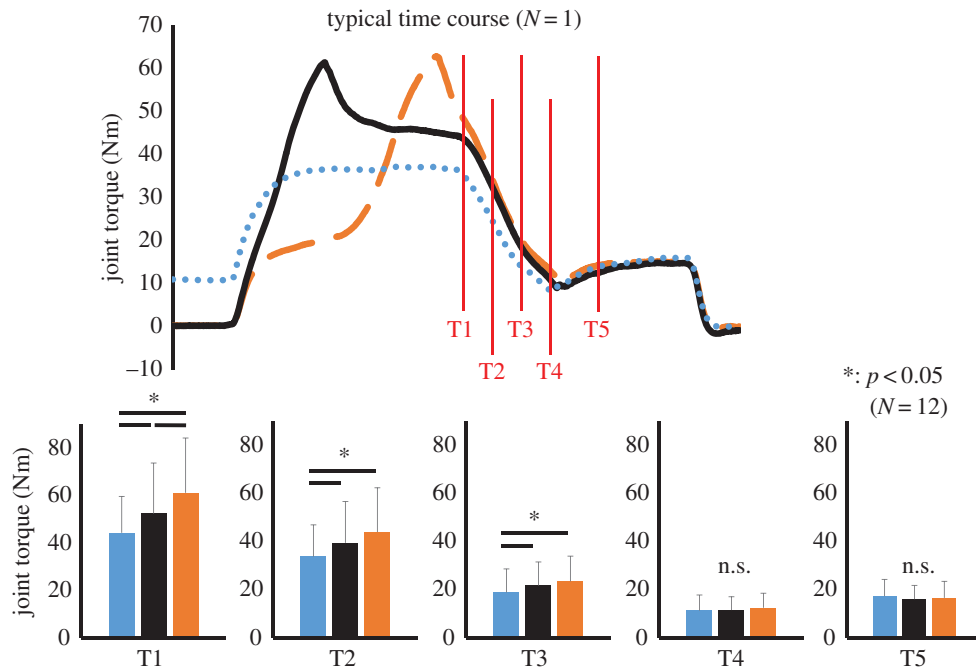 typical time course (N = 1)
joint torque (Nm)
70
60
50
40
30
20
10
0
–10
T1
T2
T3
T4
T5
*: p < 0.05
(N = 12)
joint torque (Nm)
80
60
40
20
0
*
T1
80
60
40
20
0
*
T2
80
60
40
20
0
*
T3
80
60
40
20
0
n.s.
T4
80
60
40
20
0
n.s.
T5